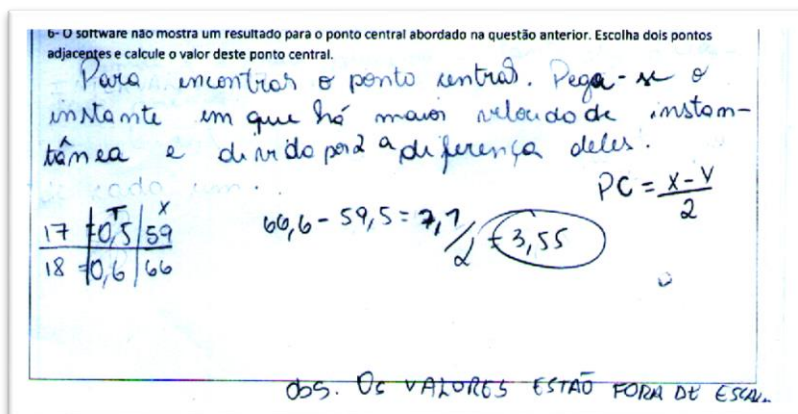 6- O software não mostra um resultado para o ponto central abordado na questão anterior. Escolha dois pontos
adjacentes e calcule o valor deste ponto central.
Para encontrar o ponto central. Pega-se o
instante em que há maior velocidade instan-
tânea e divido por 2 a diferença deles.
PC = x-y
2
T x
17 =0,5 59
18 =0,6 66
66,6 - 59,5 = 7,1/2 = 3,55
obs. Os VALORES ESTÃO FORA DE ESCAL